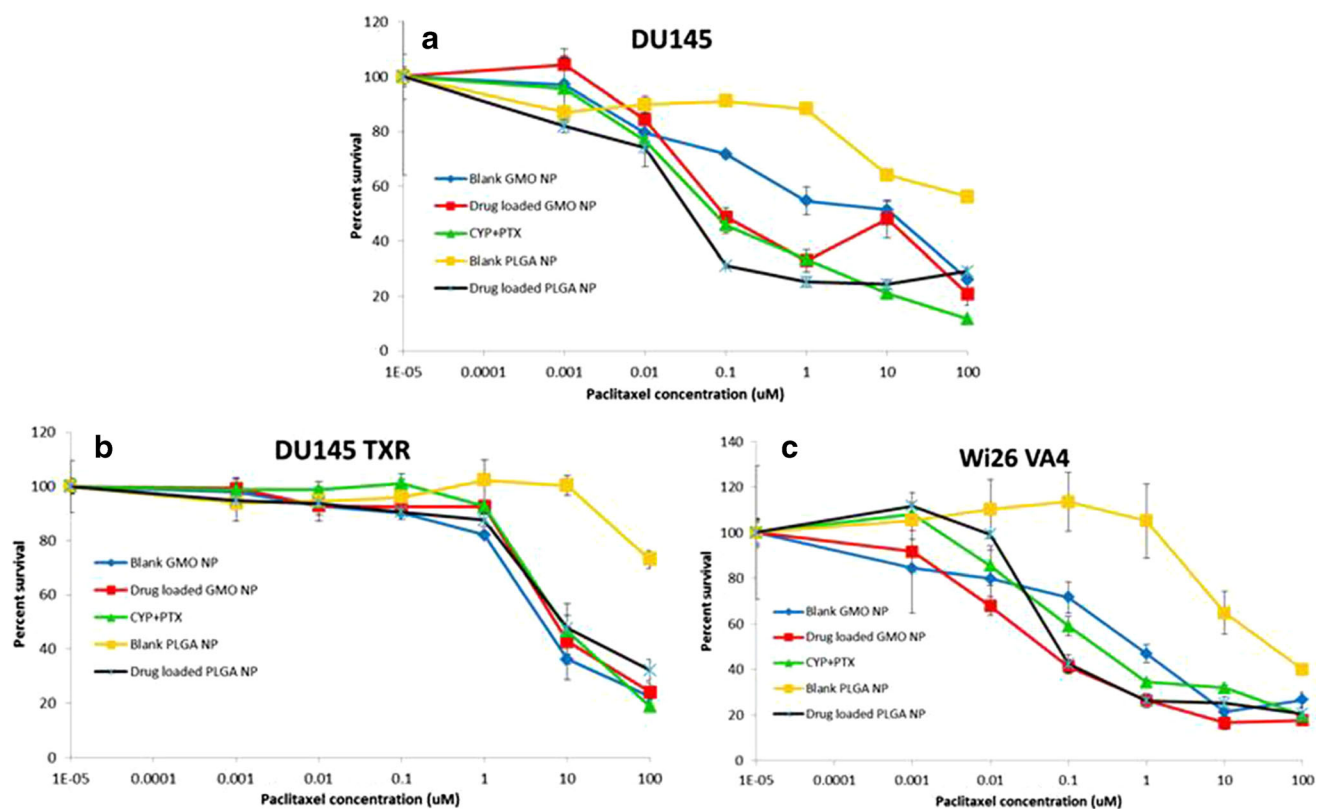 a
DU145
120
100
80
60
40
20
0
Percent survival
Blank GMO NP
Drug loaded GMO NP
CYP+PTX
Blank PLGA NP
Drug loaded PLGA NP
1E-05 0.0001 0.001 0.01 0.1 1 10 100
Paclitaxel concentration (uM)
b
DU145 TXR
120
100
80
60
40
20
0
Percent survival
Blank GMO NP
Drug loaded GMO NP
CYP+PTX
Blank PLGA NP
Drug loaded PLGA NP
1E-05 0.0001 0.001 0.01 0.1 1 10 100
Paclitaxel concentration (uM)
c
Wi26 VA4
140
120
100
80
60
40
20
0
Percent survival
Blank GMO NP
Drug loaded GMO NP
CYP+PTX
Blank PLGA NP
Drug loaded PLGA NP
1E-05 0.0001 0.001 0.01 0.1 1 10 100
Paclitaxel concentration (uM)